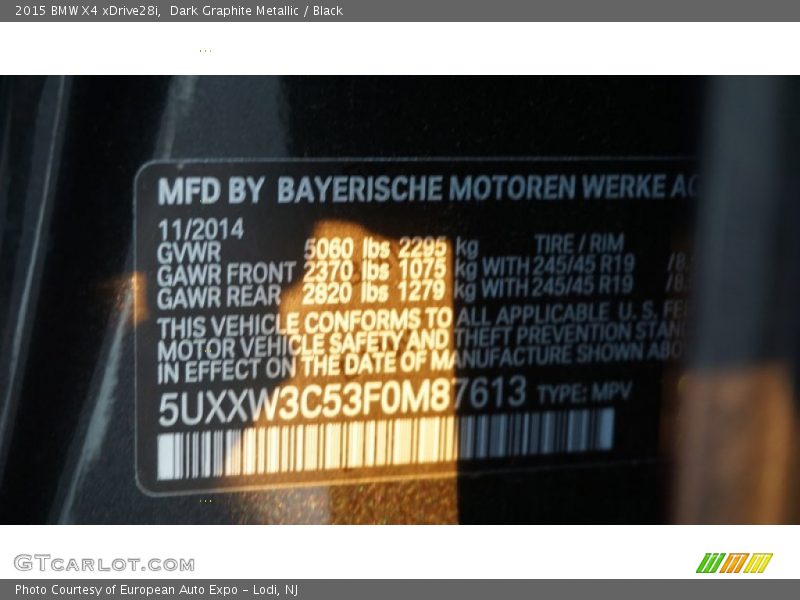 2015 BMW X4 xDrive28i, Dark Graphite Metallic / Black
MFD BY BAYERISCHE MOTOREN WERKE AG
11/2014
GVWR 5060 lbs 2295 kg TIRE / RIM
GAWR FRONT 2370 lbs 1075 kg WITH 245/45 R19
GAWR REAR 2820 lbs 1279 kg WITH 245/45 R19
THIS VEHICLE CONFORMS TO ALL APPLICABLE U.S.
MOTOR VEHICLE SAFETY AND THEFT PREVENTION
IN EFFECT ON THE DATE OF MANUFACTURE SHOWN
5UXXW3C53F0M87613 TYPE: MPV
GTCARLOT.COM
Photo Courtesy of European Auto Expo - Lodi, NJ